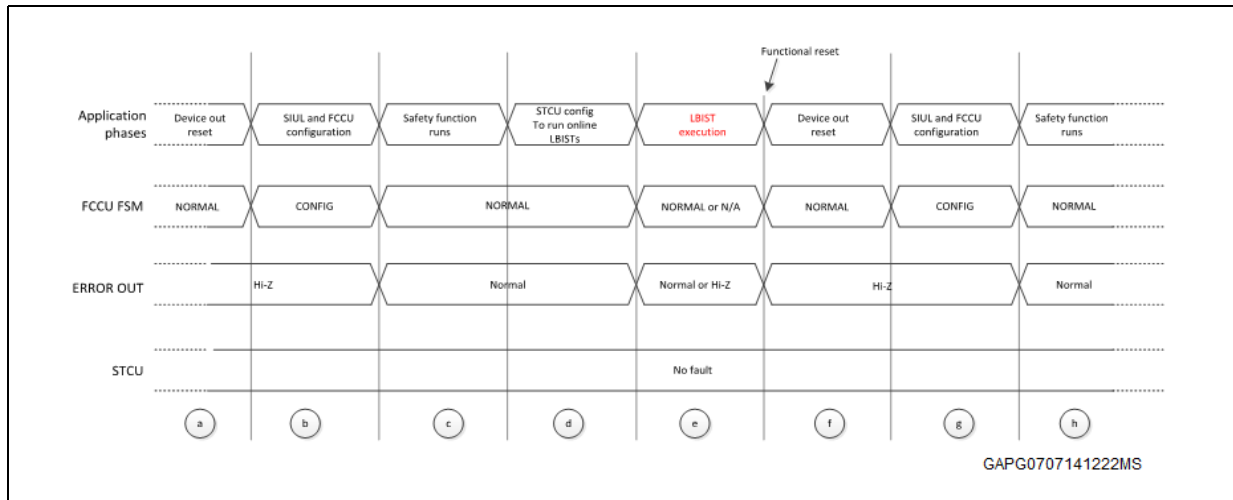 Functional reset
Application
phases
Device out
reset
SIUL and FCCU
configuration
Safety function
runs
STCU config
To run online
LBISTs
LBIST
execution
Device out
reset
SIUL and FCCU
configuration
Safety function
runs
FCCU FSM
NORMAL
CONFIG
NORMAL
NORMAL or N/A
NORMAL
CONFIG
NORMAL
ERROR OUT
Hi-Z
Normal
Normal or Hi-Z
Hi-Z
Normal
STCU
No fault
a
b
c
d
e
f
g
h
GAPG0707141222MS